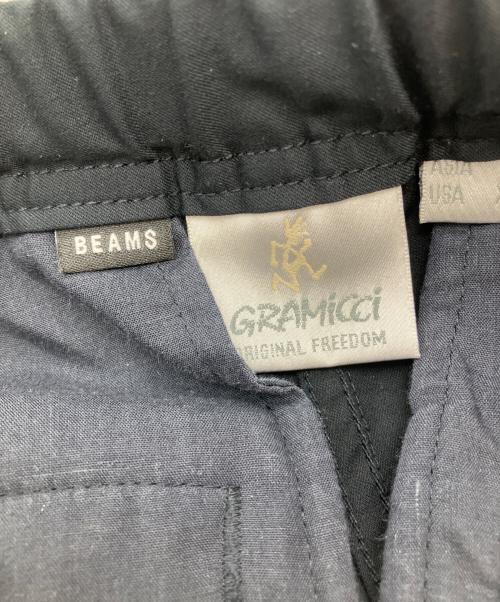 BEAMS
GRAMiCCi
ORIGINAL FREEDOM
ASIA
USA